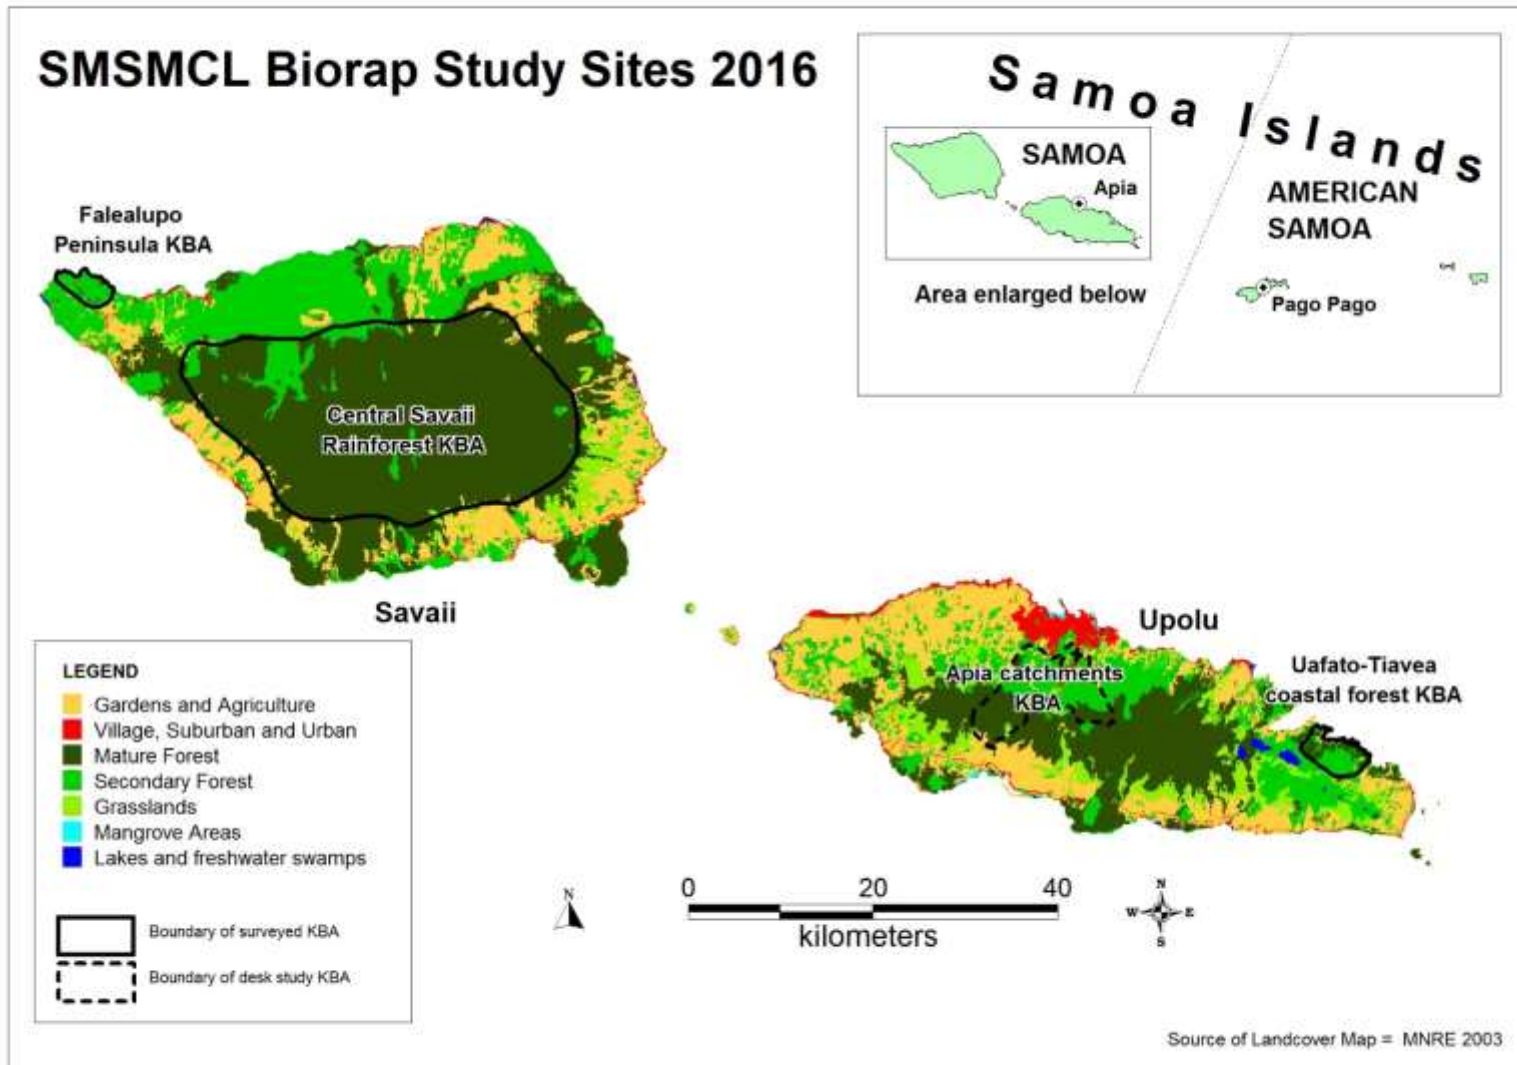 SMSMCL Biorap Study Sites 2016
Samoa Islands
SAMOA
Apia
AMERICAN
SAMOA
Area enlarged below
Pago Pago
Falealupo
Peninsula KBA
Central Savaii
Rainforest KBA
Savaii
Upolu
Apia catchments
KBA
Uafato-Tiavea
coastal forest KBA
LEGEND
Gardens and Agriculture
Village, Suburban and Urban
Mature Forest
Secondary Forest
Grasslands
Mangrove Areas
Lakes and freshwater swamps
Boundary of surveyed KBA
Boundary of desk study KBA
N
0 20 40
kilometers
N
W E
S
Source of Landcover Map = MNRE 2003